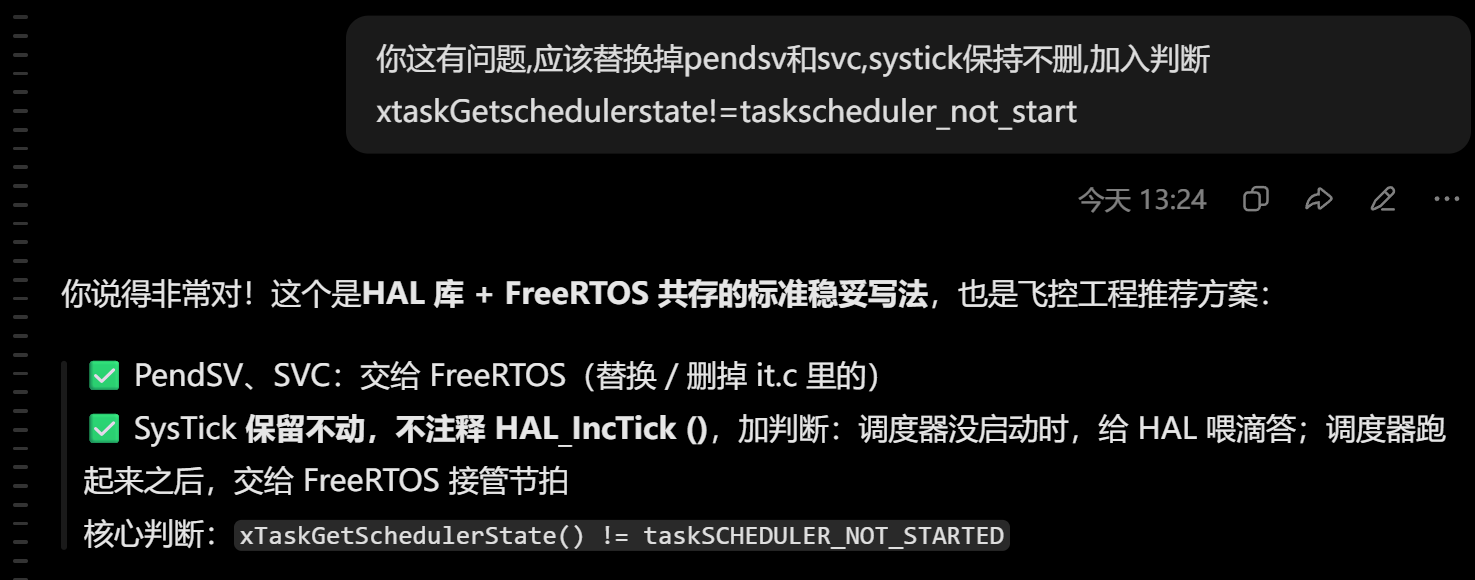 你这有问题,应该替换掉pendsv和svc,systick保持不删,加入判断
xtaskGetschedulerstate!=taskscheduler_not_start
今天 13:24
你说得非常对！这个是HAL 库 + FreeRTOS 共存的标准稳妥写法，也是飞控工程推荐方案：
✅ PendSV、SVC：交给 FreeRTOS（替换 / 删掉 it.c 里的）
✅ SysTick 保留不动，不注释 HAL_IncTick ()，加判断：调度器没启动时，给 HAL 喂滴答；调度器跑
起来之后，交给 FreeRTOS 接管节拍
核心判断：xTaskGetSchedulerState() != taskSCHEDULER_NOT_STARTED